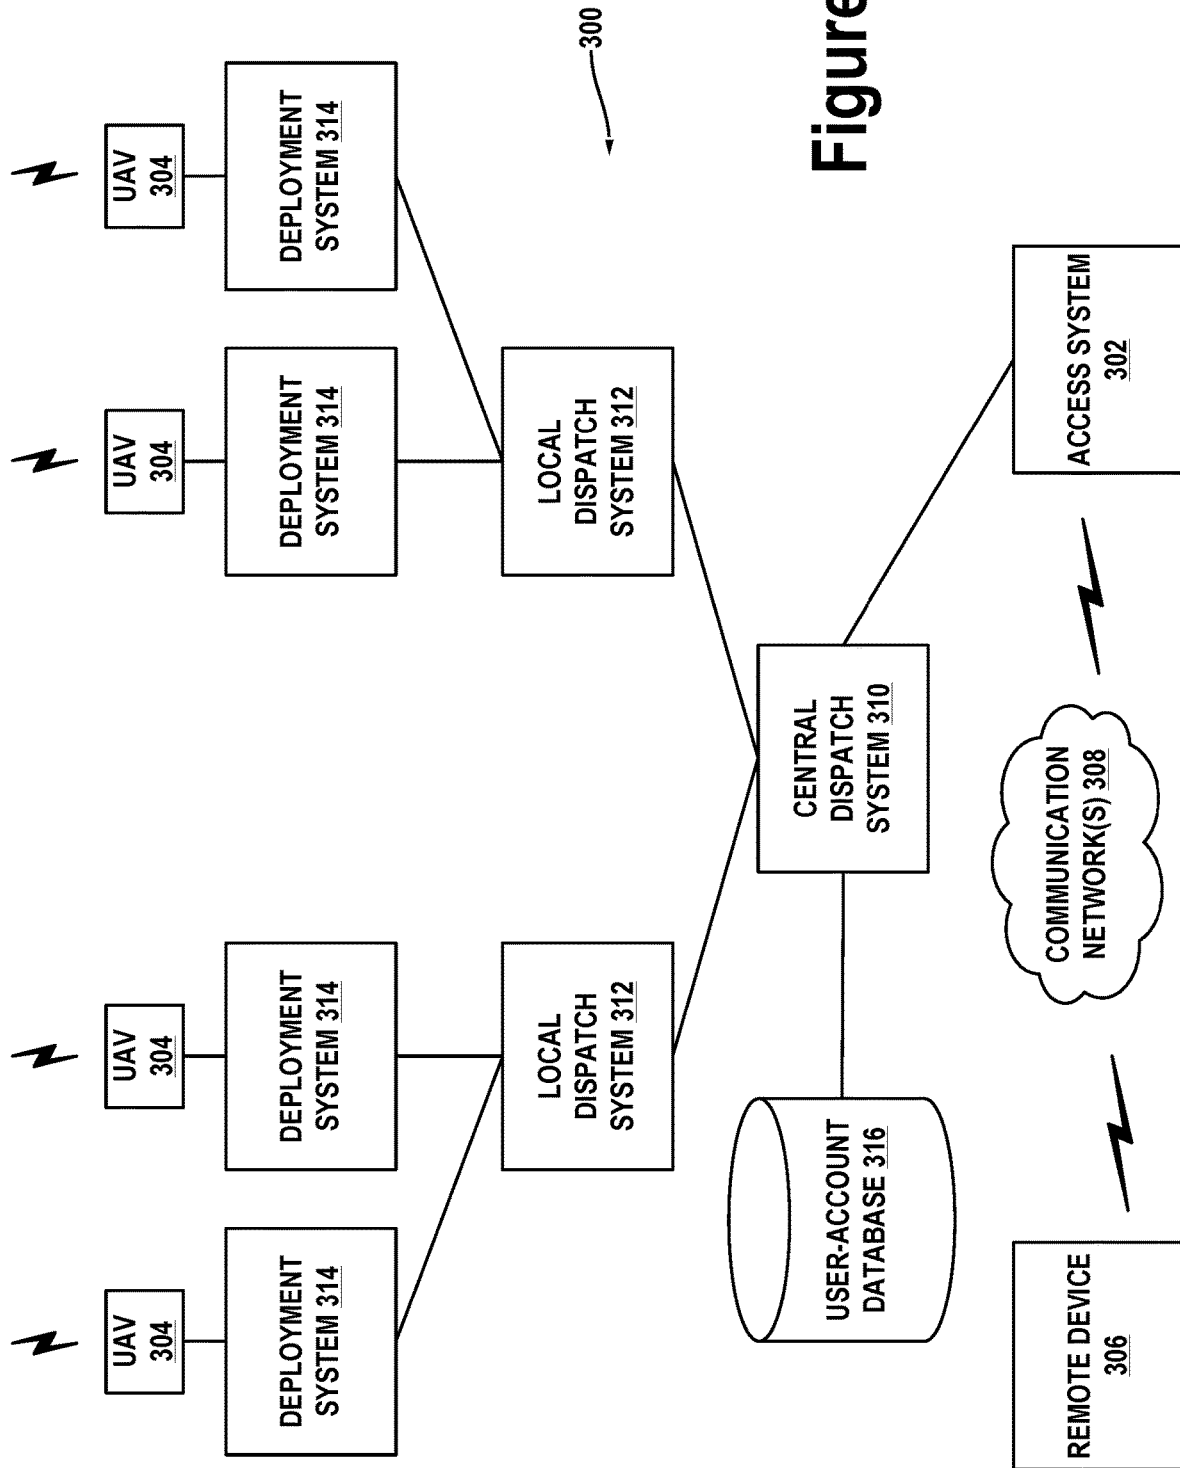 UAV
304
UAV
304
UAV
304
UAV
304
DEPLOYMENT
SYSTEM 314
DEPLOYMENT
SYSTEM 314
DEPLOYMENT
SYSTEM 314
DEPLOYMENT
SYSTEM 314
LOCAL
DISPATCH
SYSTEM 312
LOCAL
DISPATCH
SYSTEM 312
300
USER-ACCOUNT
DATABASE 316
CENTRAL
DISPATCH
SYSTEM 310
Figure
REMOTE DEVICE
306
COMMUNICATION
NETWORK(S) 308
ACCESS SYSTEM
302